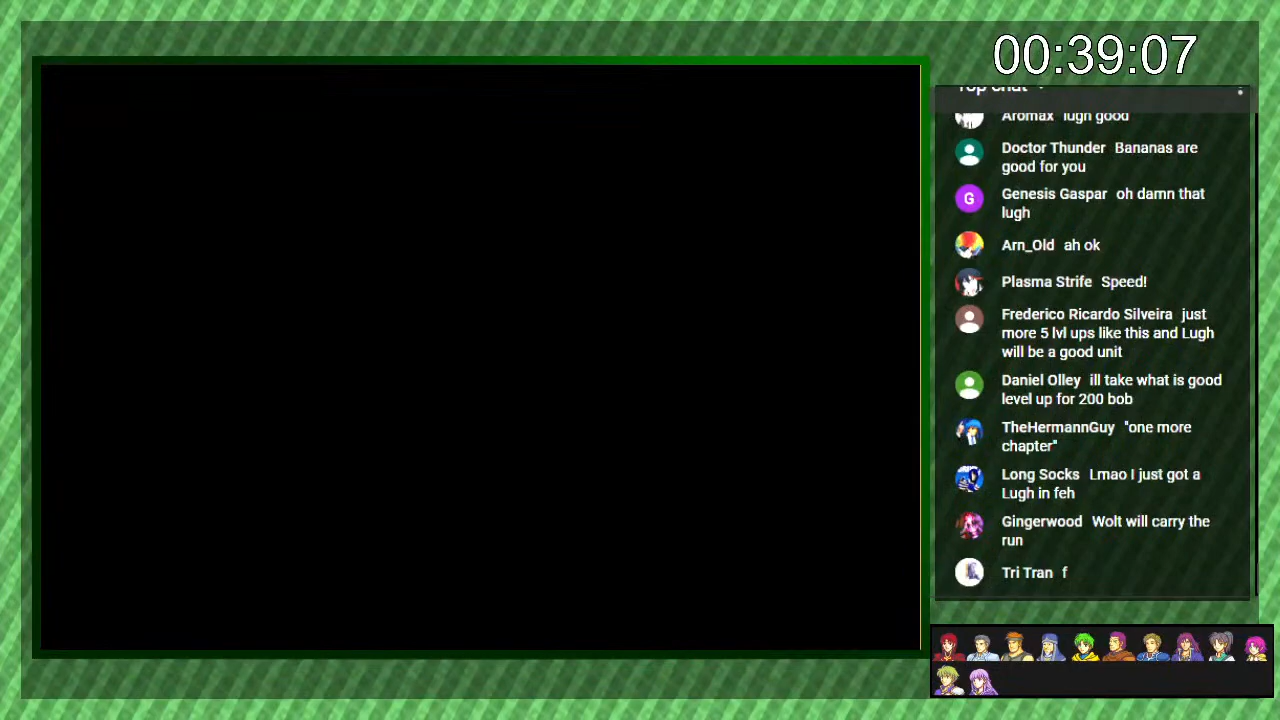 00:39:07
Top chat
Aromax lugh good
Doctor Thunder Bananas are
good for you
G
Genesis Gaspar oh damn that
lugh
Arn_Old ah ok
Plasma Strife Speed!
Frederico Ricardo Silveira just
more 5 lvl ups like this and Lugh
will be a good unit
Daniel Olley ill take what is good
level up for 200 bob
TheHermannGuy "one more
chapter"
Long Socks Lmao I just got a
Lugh in feh
Gingerwood Wolt will carry the
run
Tri Tran f